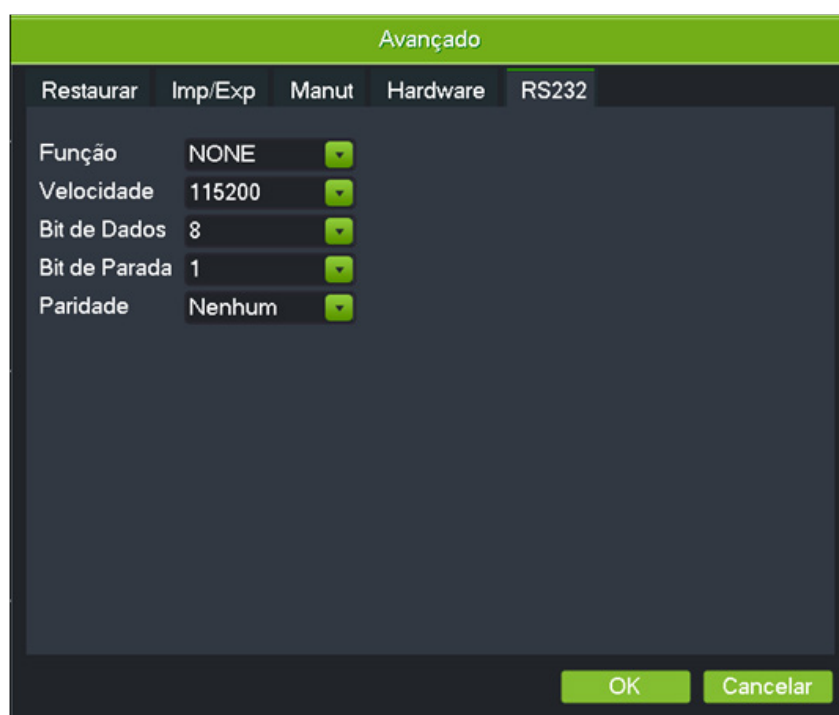 Avançado
Restaurar Imp/Exp Manut Hardware RS232
Função NONE
Velocidade 115200
Bit de Dados 8
Bit de Parada 1
Paridade Nenhum
OK Cancelar